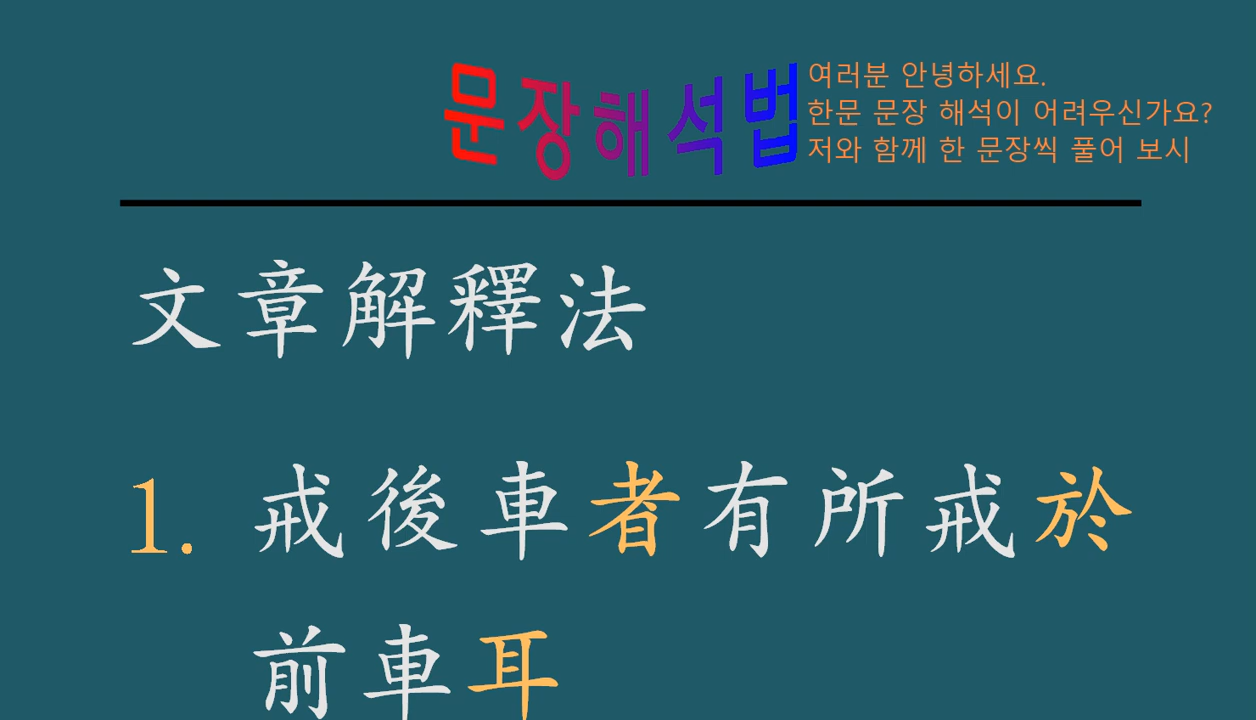 문장해석법
여러분 안녕하세요.
한문 문장 해석이 어려우신가요?
저와 함께 한 문장씩 풀어 보시
文章解釋法
1. 戒後車者有所戒於
前車耳